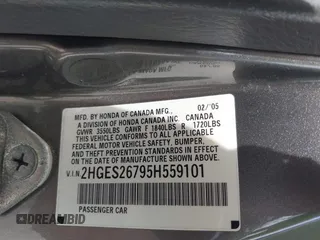 MFD. BY HONDA OF CANADA MFG., 02/'05
A DIVISION OF HONDA CANADA INC. CANADA
GVWR 3550LBS GAWR F 1840LBS R 1720LBS
THIS VEHICLE CONFORMS TO ALL APPLICABLE
FEDERAL MOTOR VEHICLE SAFETY, BUMPER,
AND THEFT PREVENTION STANDARDS IN EFFECT
ON THE DATE OF MANUFACTURE SHOWN ABOVE.
V.I.N 2HGES26795H559101
PASSENGER CAR
DREAMBID